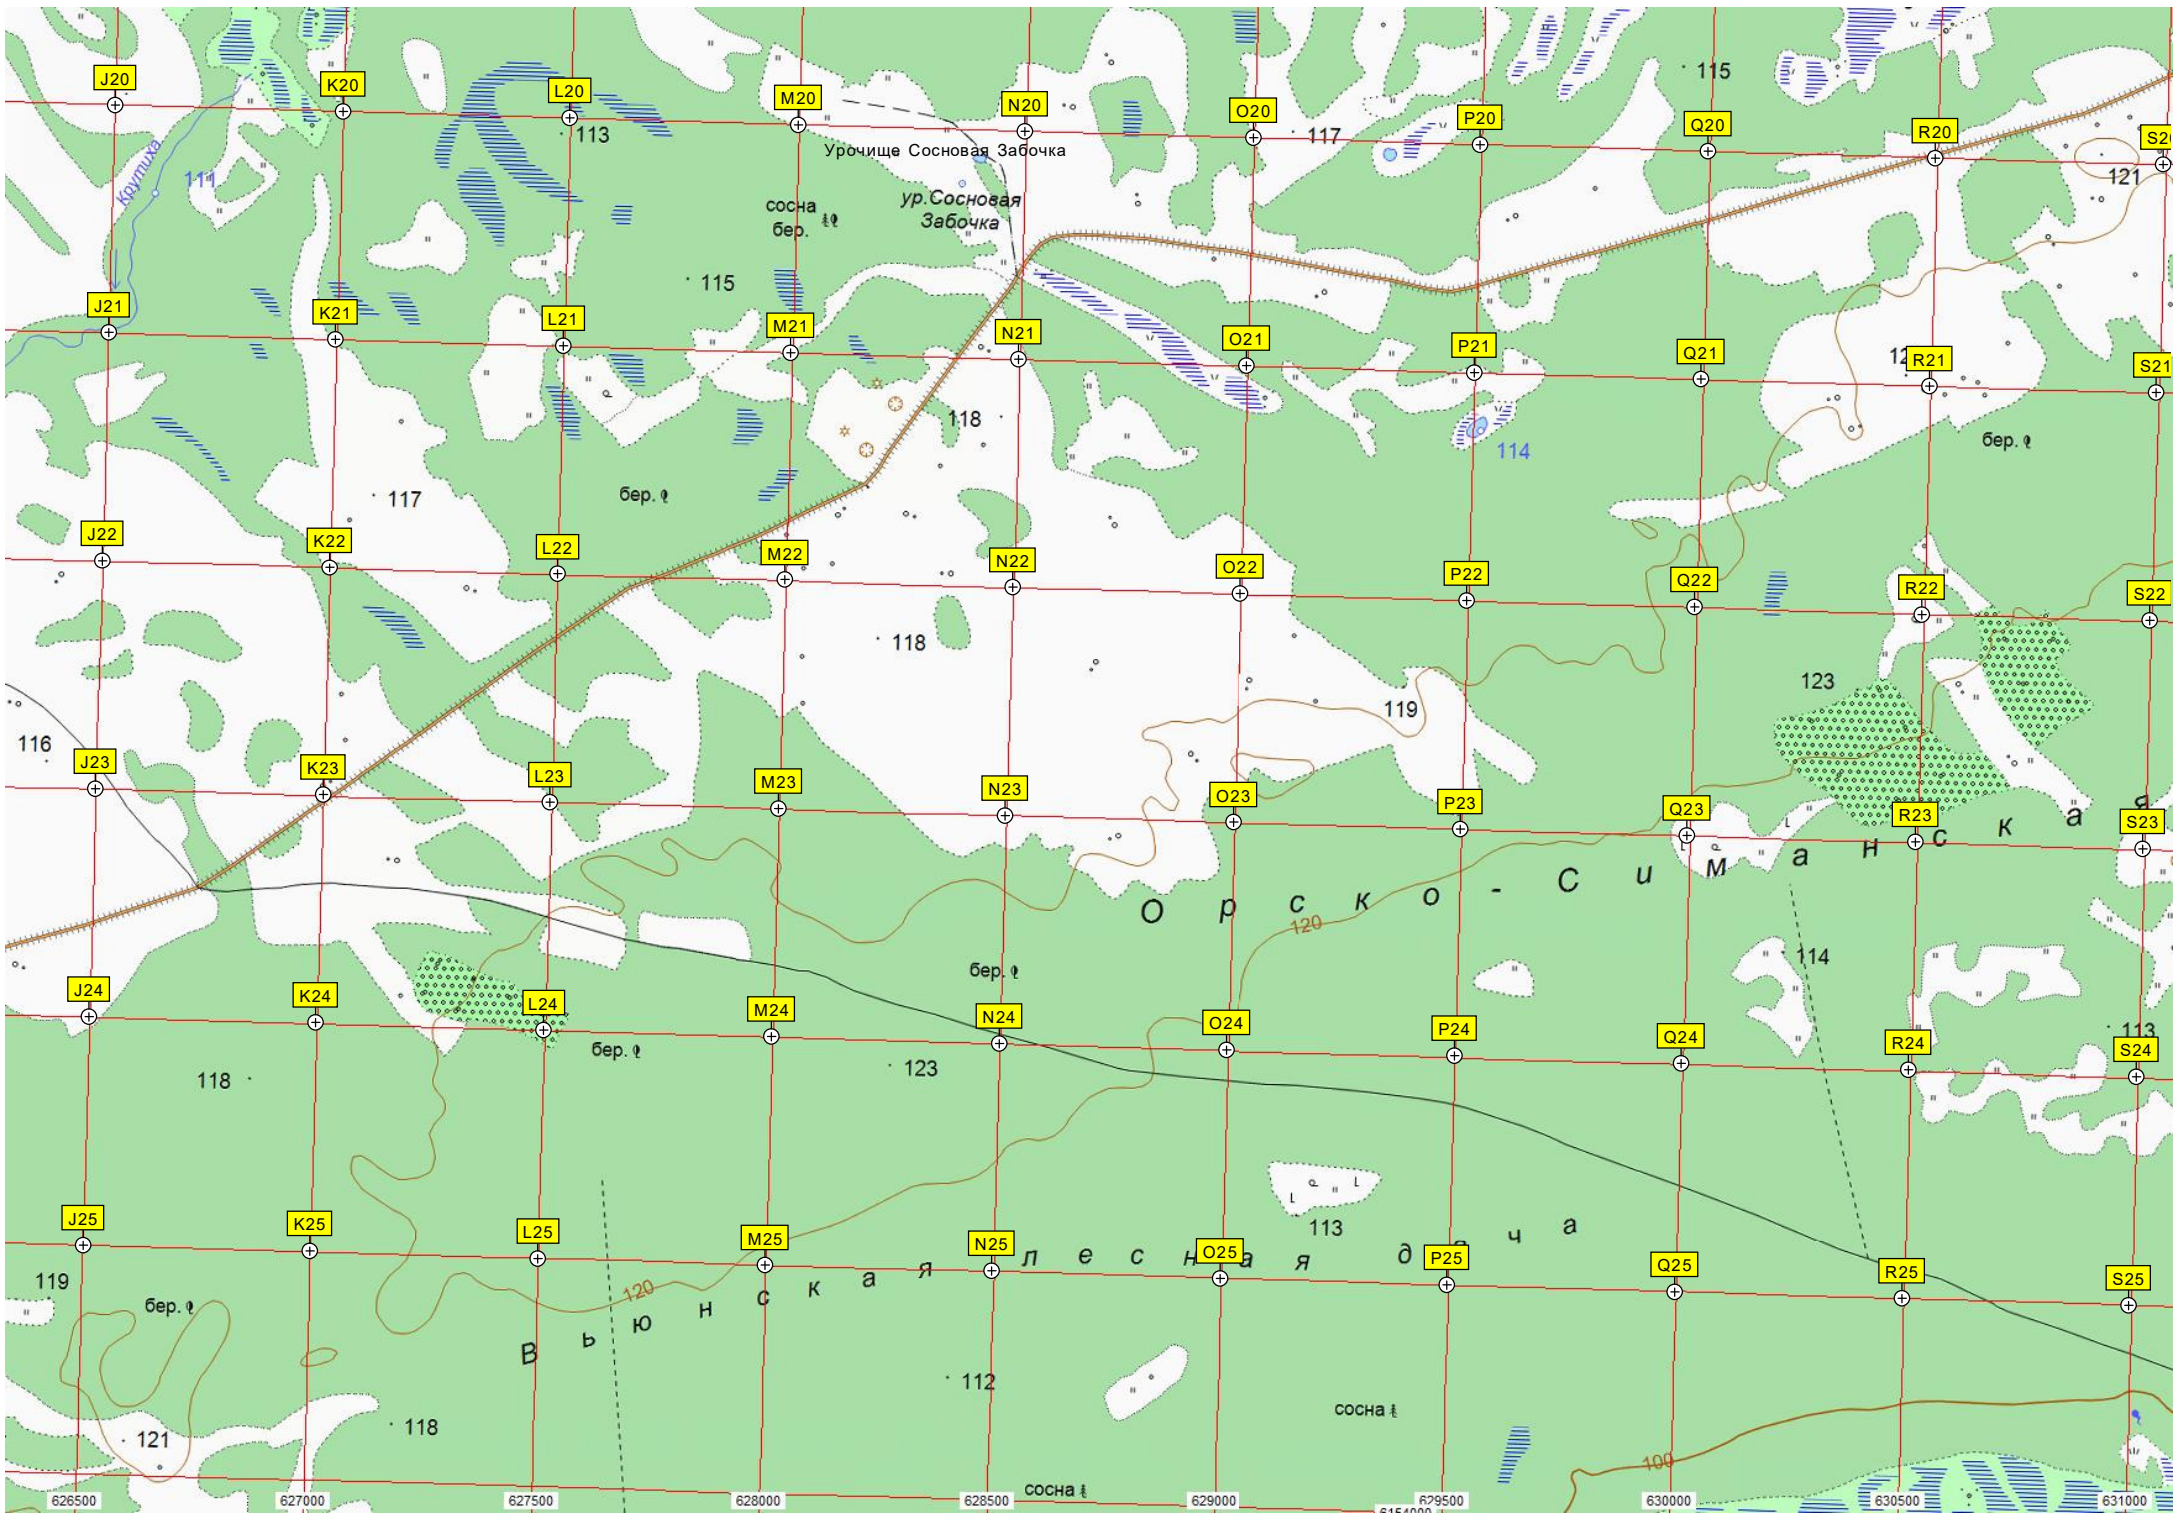 115
J20
K20
L20
M20
N20
O20
P20
Q20
R20
113
117
Урочище Сосновая Забочка
Крутиха
111
121
ур.Сосновая
Забочка
сосна
бер.
115
J21
K21
L21
M21
N21
O21
P21
Q21
R21
S21
118
114
бер.
117
бер.
J22
K22
L22
M22
N22
O22
P22
Q22
R22
S22
118
123
119
116
J23
K23
L23
M23
N23
O23
P23
Q23
R23
S23
Орско-Симанская
120
бер.
114
J24
K24
L24
M24
N24
O24
P24
Q24
R24
S24
113
бер.
118
123
113
J25
K25
L25
M25
N25
O25
P25
Q25
R25
S25
Вьюнская лесная дача
119
бер.
120
112
сосна
118
121
100
сосна
626500
627000
627500
628000
628500
629000
629500
630000
630500
631000